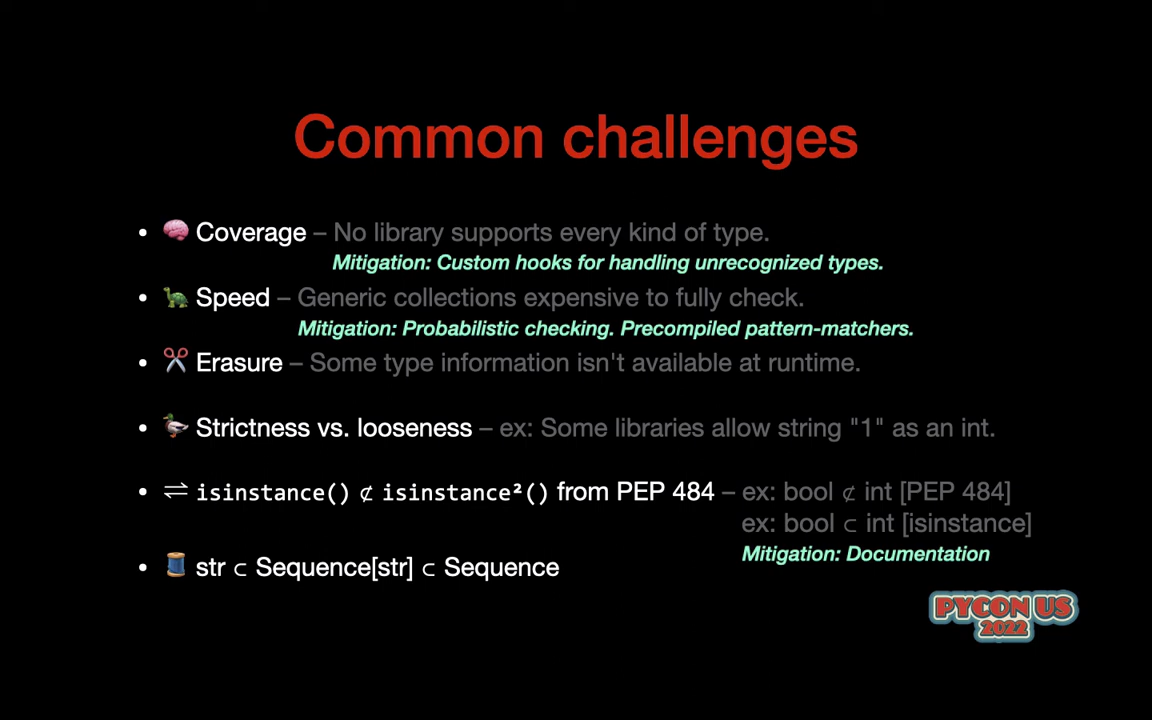 Common challenges
• 🧠 Coverage – No library supports every kind of type.
Mitigation: Custom hooks for handling unrecognized types.
• 🐢 Speed – Generic collections expensive to fully check.
Mitigation: Probabilistic checking. Precompiled pattern-matchers.
• ✂️ Erasure – Some type information isn't available at runtime.
• 🦆 Strictness vs. looseness – ex: Some libraries allow string "1" as an int.
• ⇌ isinstance() ⊄ isinstance²() from PEP 484 – ex: bool ⊄ int [PEP 484]
ex: bool ⊂ int [isinstance]
Mitigation: Documentation
• 🧵 str ⊂ Sequence[str] ⊂ Sequence
PYCON US
2022